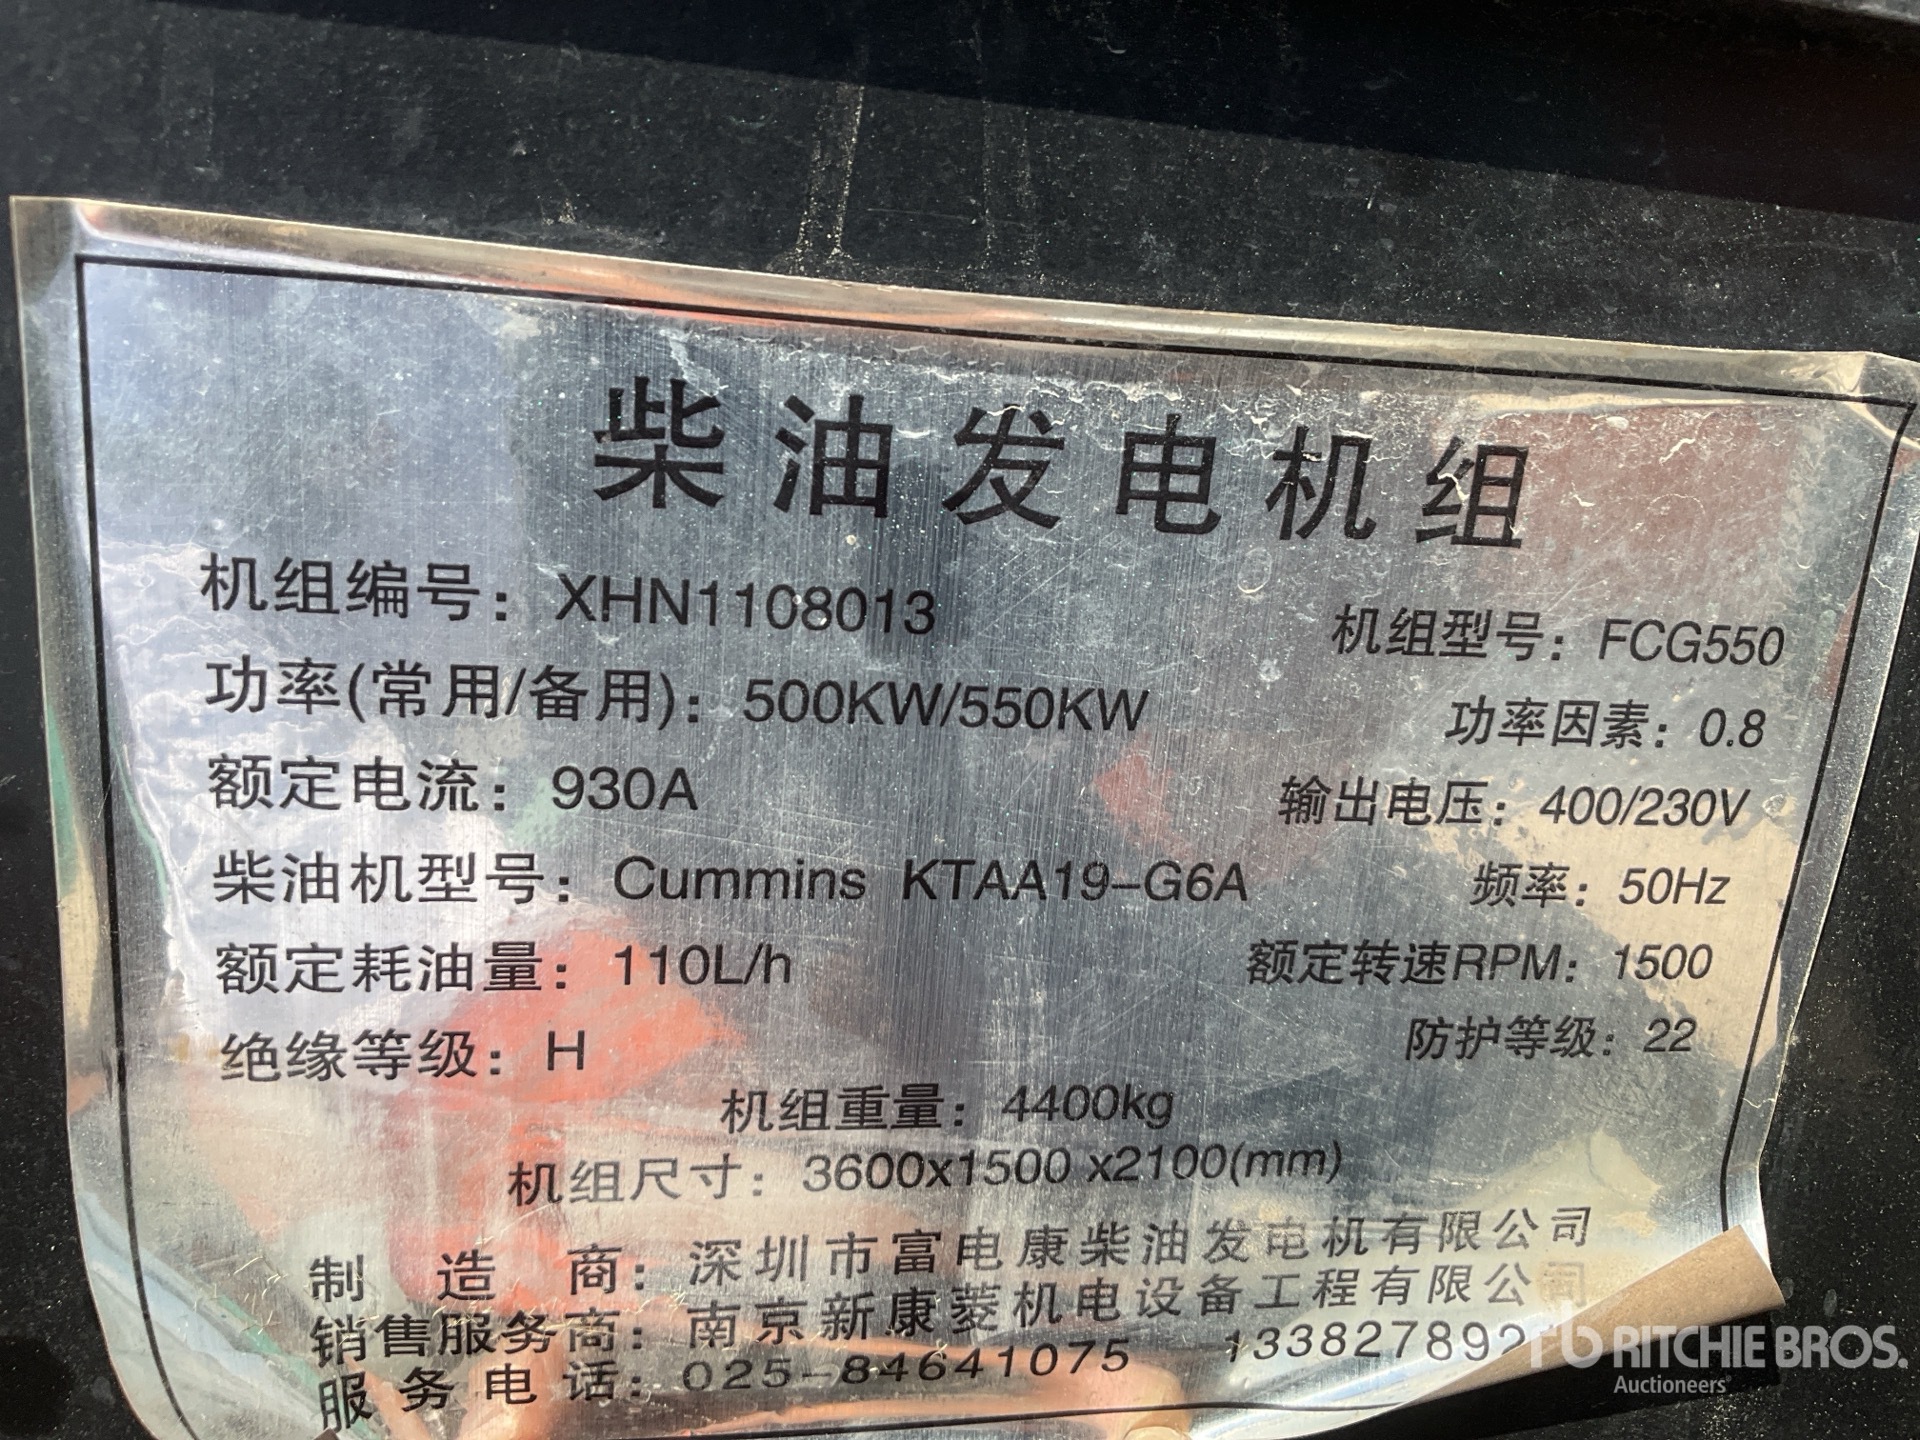 柴油发电机组
机组编号：XHN1108013 机组型号：FCG550
功率(常用/备用)：500KW/550KW 功率因素：0.8
额定电流：930A 输出电压：400/230V
柴油机型号：Cummins KTAA19-G6A 频率：50Hz
额定耗油量：110L/h 额定转速RPM：1500
绝缘等级：H 防护等级：22
机组重量：4400kg
机组尺寸：3600x1500 x2100(mm)
制造商：深圳市富电康柴油发电机有限公司
销售服务商：南京新康菱机电设备工程有限公司
服务电话：025-84641075 133827892
rb RITCHIE BROS.
Auctioneers